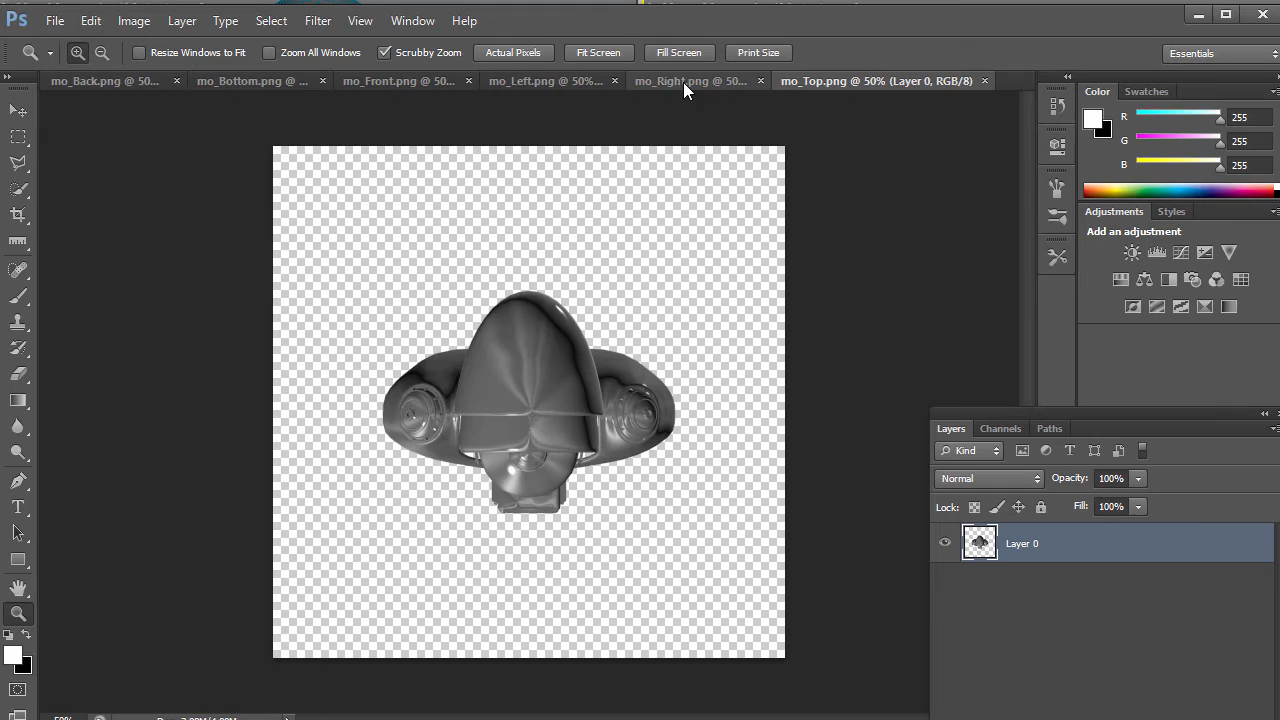 Ps File Edit Image Layer Type Select Filter View Window Help
Resize Windows to Fit Zoom All Windows Scrubby Zoom Actual Pixels Fit Screen Fill Screen Print Size Essentials
mo_Back.png @ 50... × mo_Bottom.png @ ... × mo_Front.png @ 50... × mo_Left.png @ 50%... × mo_Right.png @ 50... × mo_Top.png @ 50% (Layer 0, RGB/8) ×
Color Swatches
R 255
G 255
B 255
Adjustments Styles
Add an adjustment
Layers Channels Paths
Kind T
Normal Opacity: 100%
Lock: Fill: 100%
Layer 0